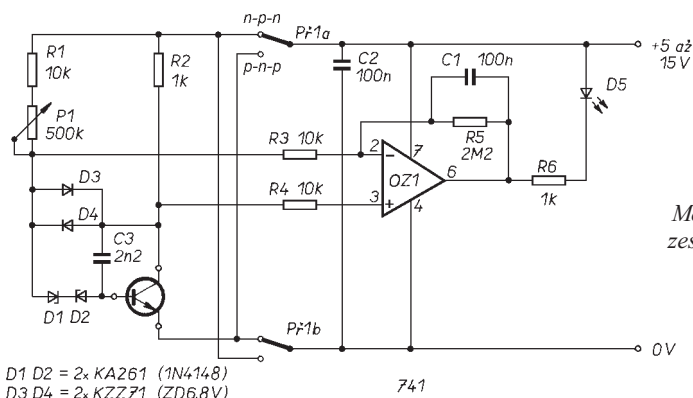 n-p-n
Př1a
p-n-p
+5 až
15V
R1
10k
R2
1k
C2
100n
C1 100n
D5
P1
500k
R3 10k
2
7
R5
2M2
OZ1
6
R6
1k
R4 10k
3
4
D3
D4
C3
2n2
D1 D2
Př1b
0V
D1 D2 = 2x KA261 (1N4148)
D3 D4 = 2x KZZ71 (ZD6.8V)
741